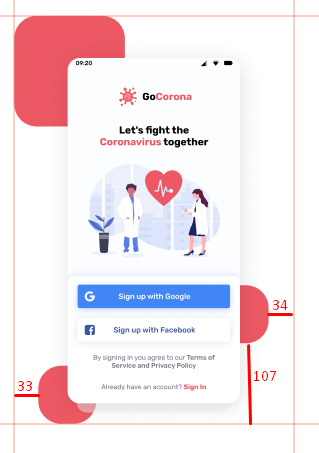 09:20
GoCorona
Let's fight the
Coronavirus together
Sign up with Google
Sign up with Facebook
By signing in you agree to our Terms of
Service and Privacy Policy
Already have an account? Sign In
34
107
33